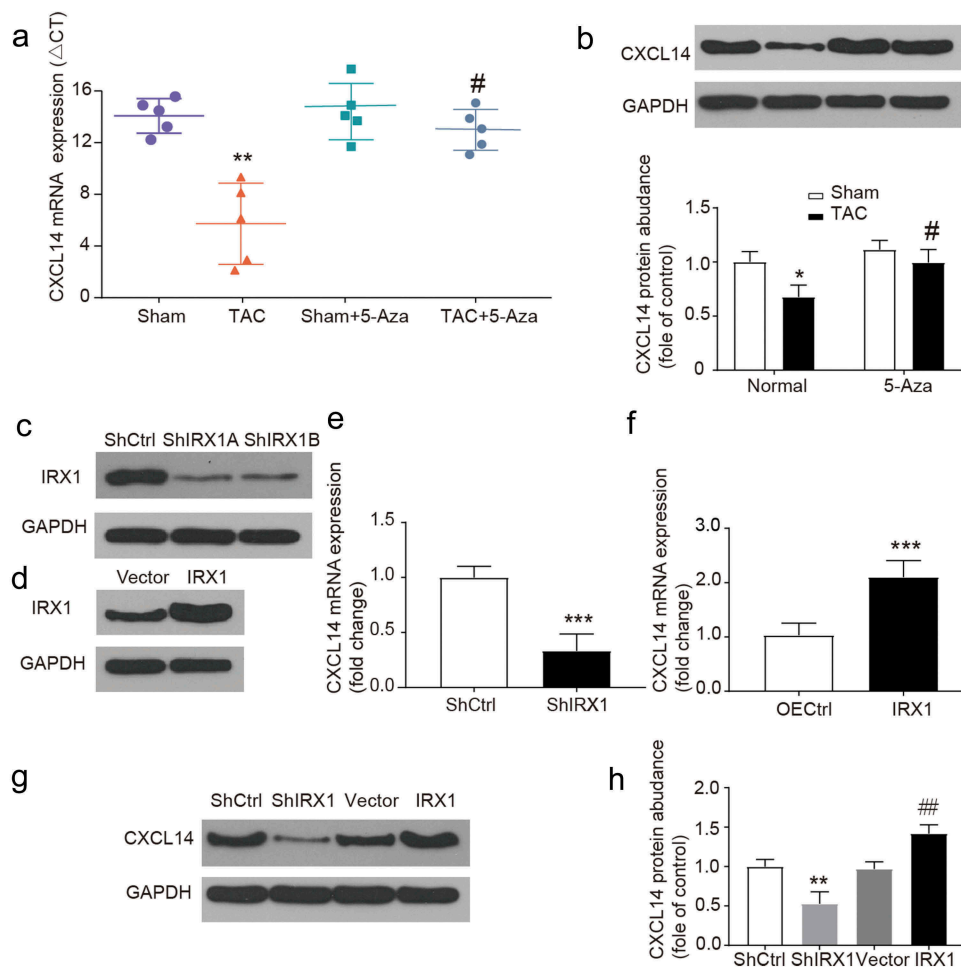 a
CXCL14 mRNA expression (△CT)
16
12
8
4
0
**
#
Sham TAC Sham+5-Aza TAC+5-Aza
b
CXCL14
GAPDH
Sham
TAC
CXCL14 protein abudance
(fole of control)
1.5
1.0
0.5
0
*
#
Normal 5-Aza
c
ShCtrl ShIRX1A ShIRX1B
IRX1
GAPDH
d
Vector IRX1
IRX1
GAPDH
e
CXCL14 mRNA expression
(fold change)
1.5
1.0
0.5
0.0
***
ShCtrl ShIRX1
f
CXCL14 mRNA expression
(fold change)
3.0
2.0
1.0
0.0
***
OECtrl IRX1
g
ShCtrl ShIRX1 Vector IRX1
CXCL14
GAPDH
h
CXCL14 protein abudance
(fole of control)
2.0
1.5
1.0
0.5
0.0
**
##
ShCtrl ShIRX1 Vector IRX1